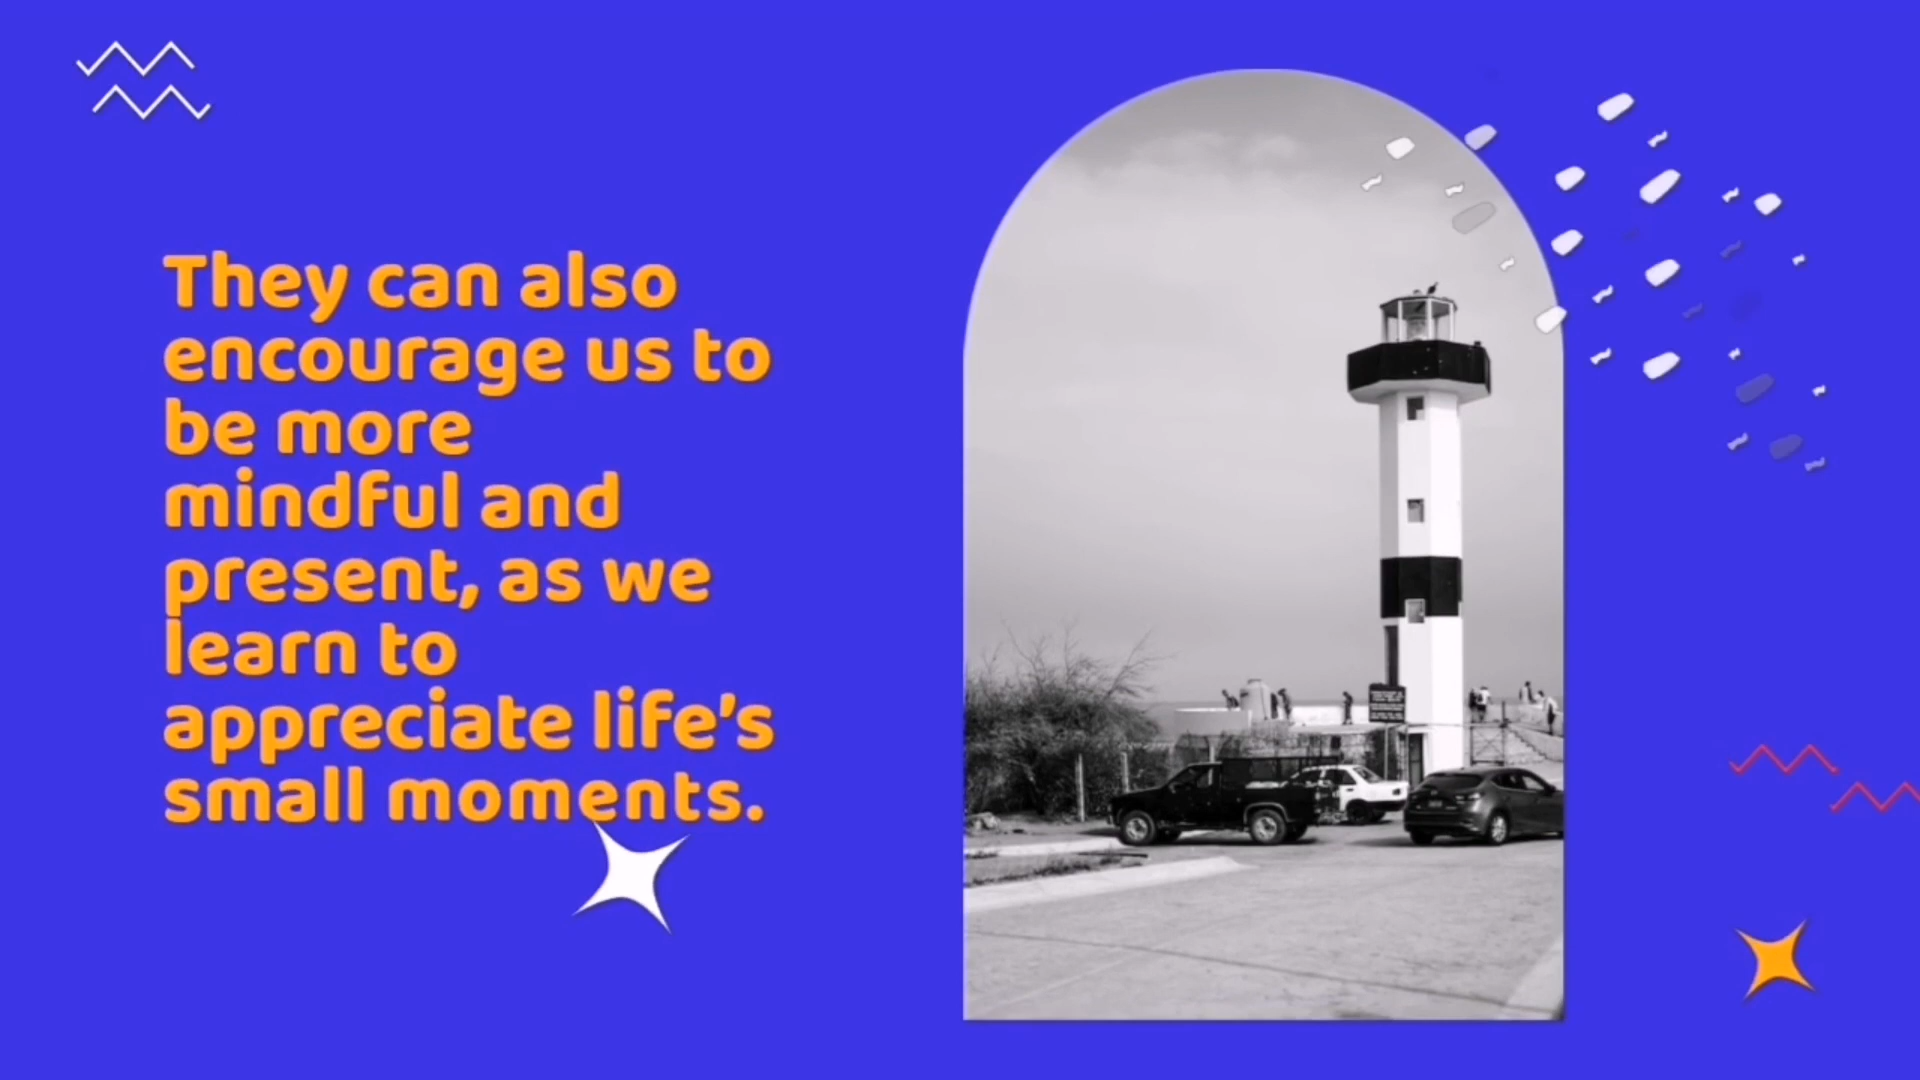 They can also
encourage us to
be more
mindful and
present, as we
learn to
appreciate life's
small moments.